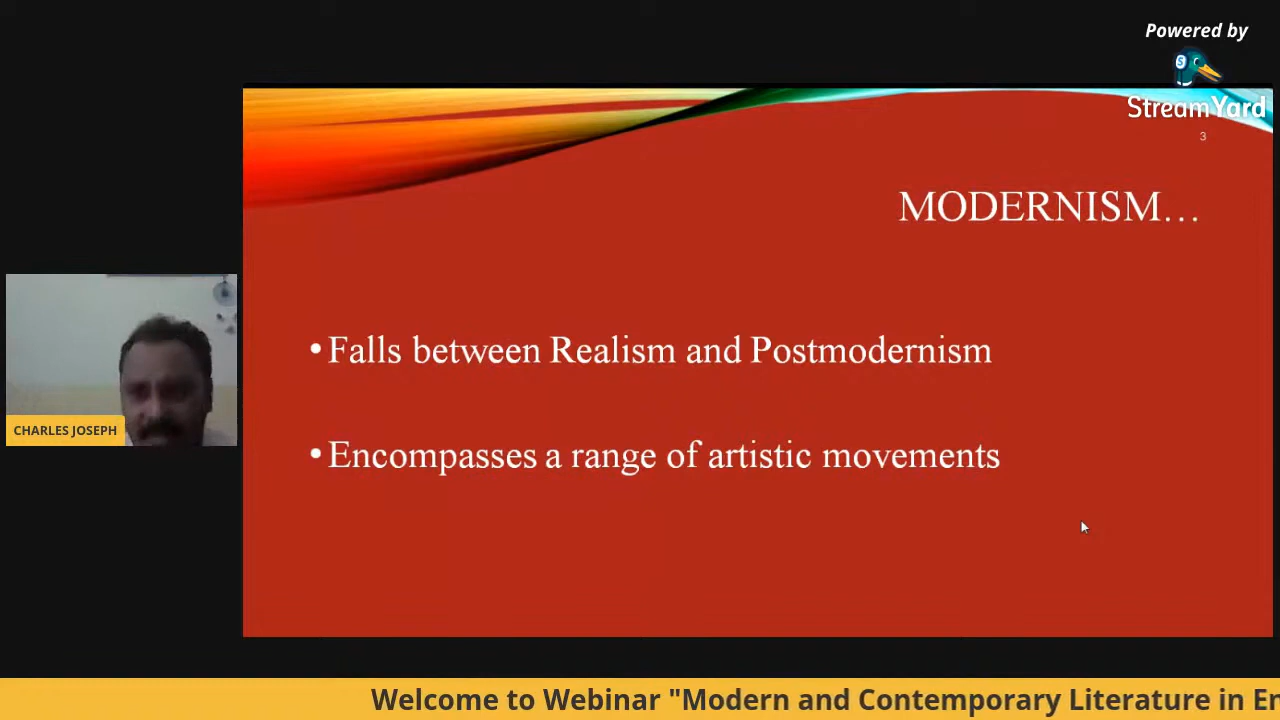 Powered by
StreamYard
3
MODERNISM...
•Falls between Realism and Postmodernism
•Encompasses a range of artistic movements
CHARLES JOSEPH
Welcome to Webinar "Modern and Contemporary Literature in